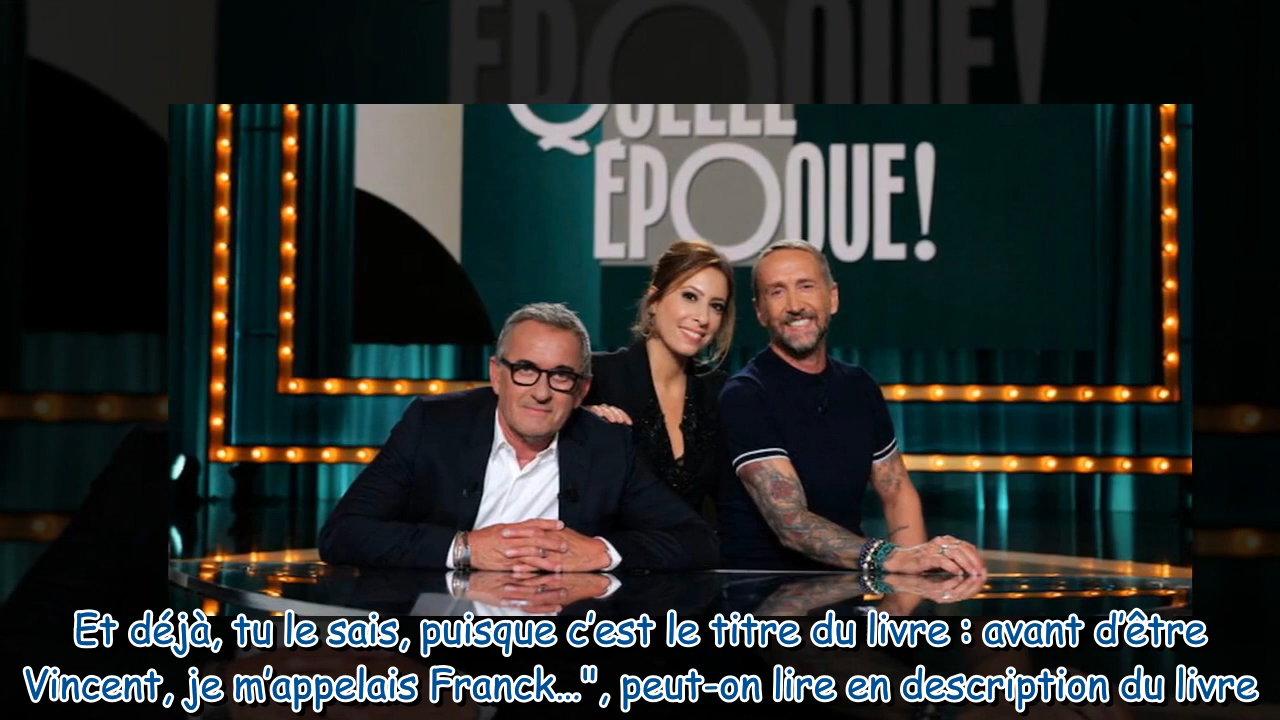 ÉPOQUE!
QUELLE
ÉPOQUE!
Et déjà, tu le sais, puisque c’est le titre du livre : avant d’être
Vincent, je m’appelais Franck...", peut-on lire en description du livre